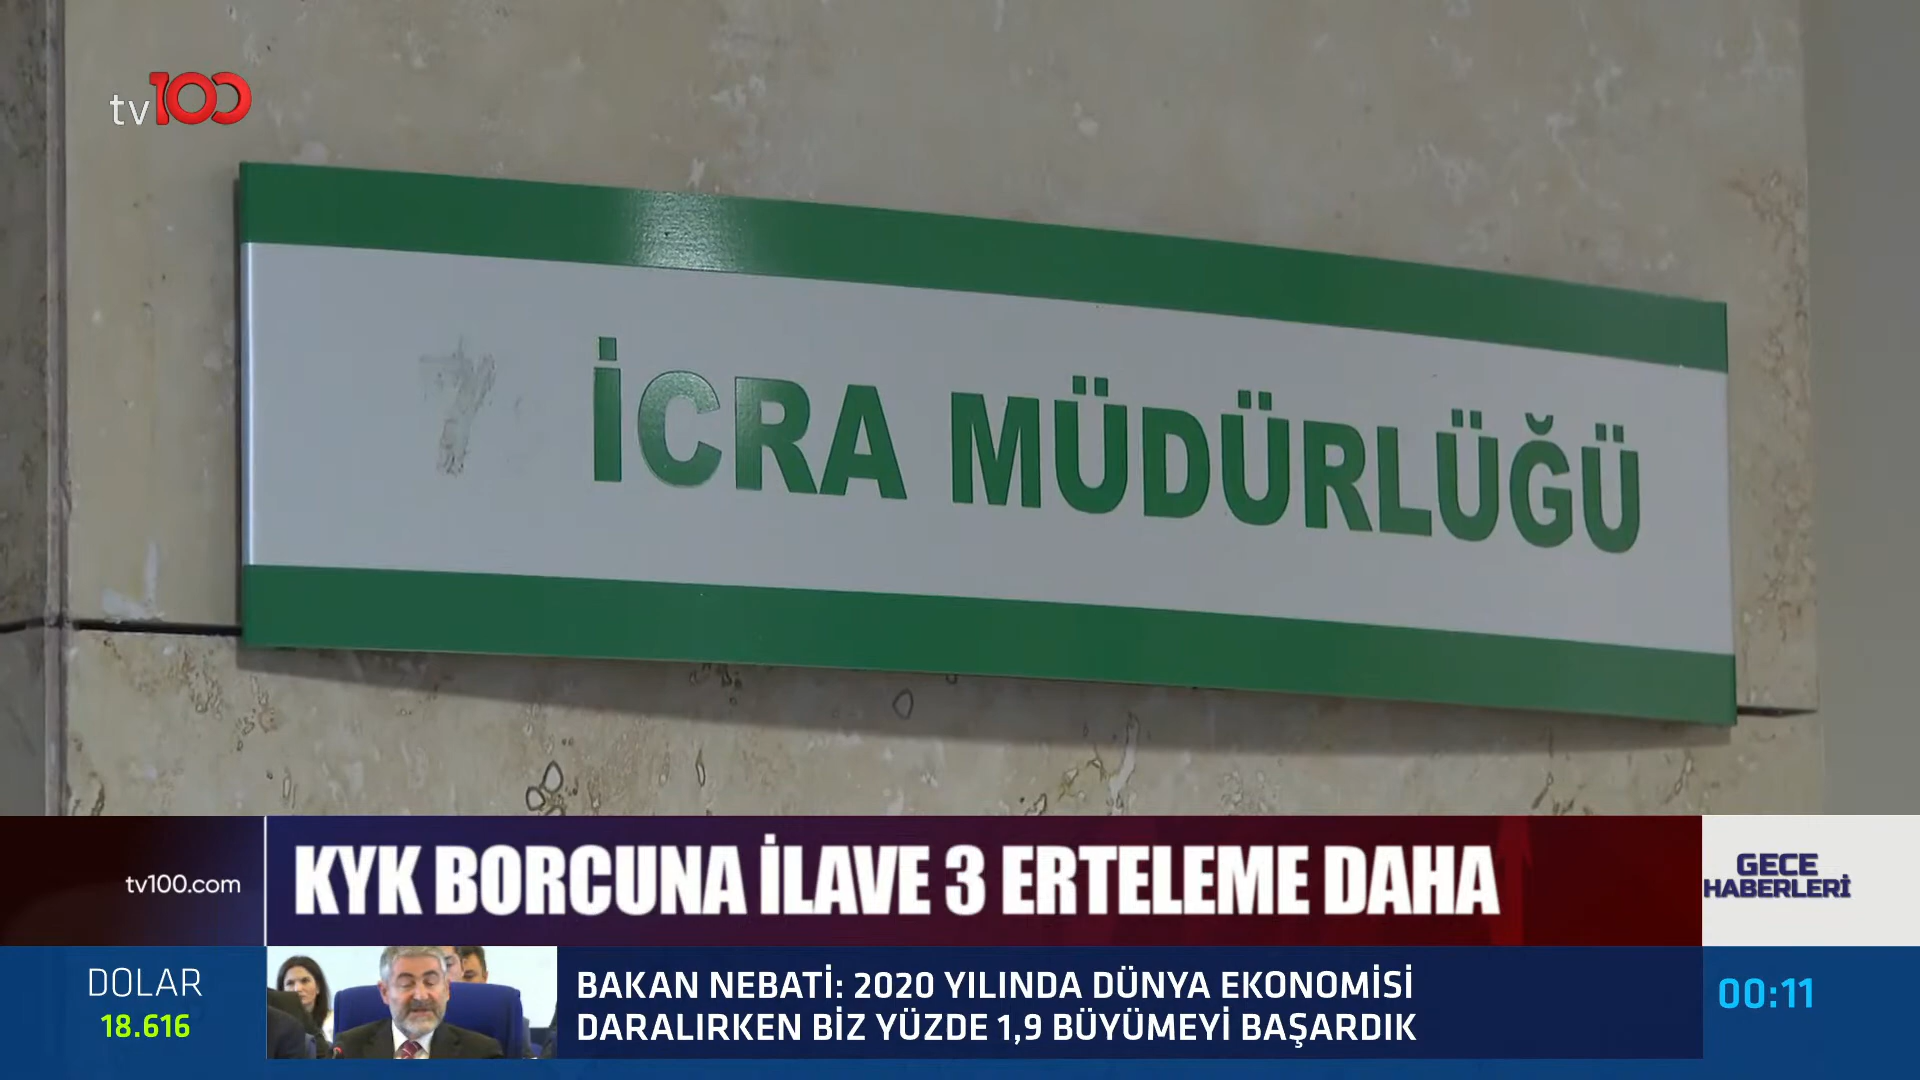 tv100
7 İCRA MÜDÜRLÜĞÜ
tv100.com
KYK BORCUNA İLAVE 3 ERTELEME DAHA
GECE
HABERLERİ
DOLAR
18.616
BAKAN NEBATİ: 2020 YILINDA DÜNYA EKONOMİSİ
DARALIRKEN BİZ YÜZDE 1,9 BÜYÜMEYİ BAŞARDIK
00:11